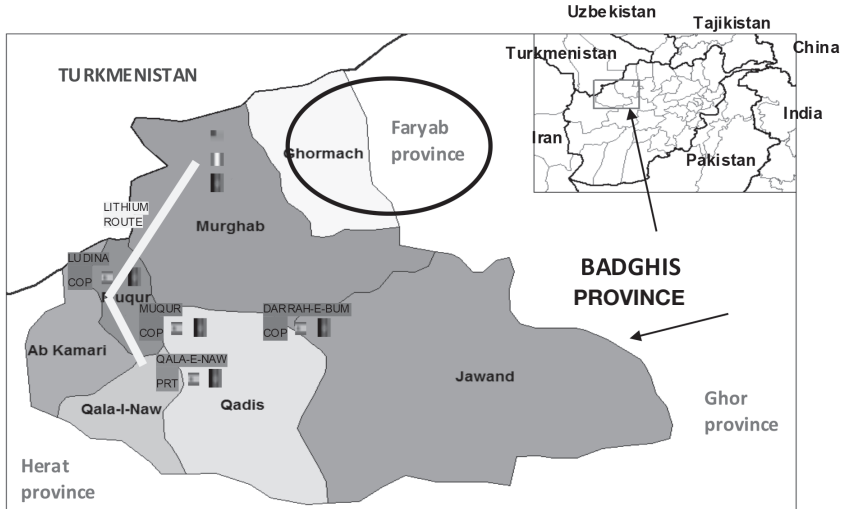 Uzbekistan
Tajikistan
China
Turkmenistan
India
Iran
Pakistan
TURKMENISTAN
Ghormach
Faryab
province
LITHIUM
ROUTE
Murghab
LUDINA
COP
BADGHIS
PROVINCE
MUQUR
COP
DARRAH-E-BUM
COP
Ab Kamari
QALA-E-NAW
PRT
Jawand
Qala-I-Naw
Qadis
Ghor
province
Herat
province